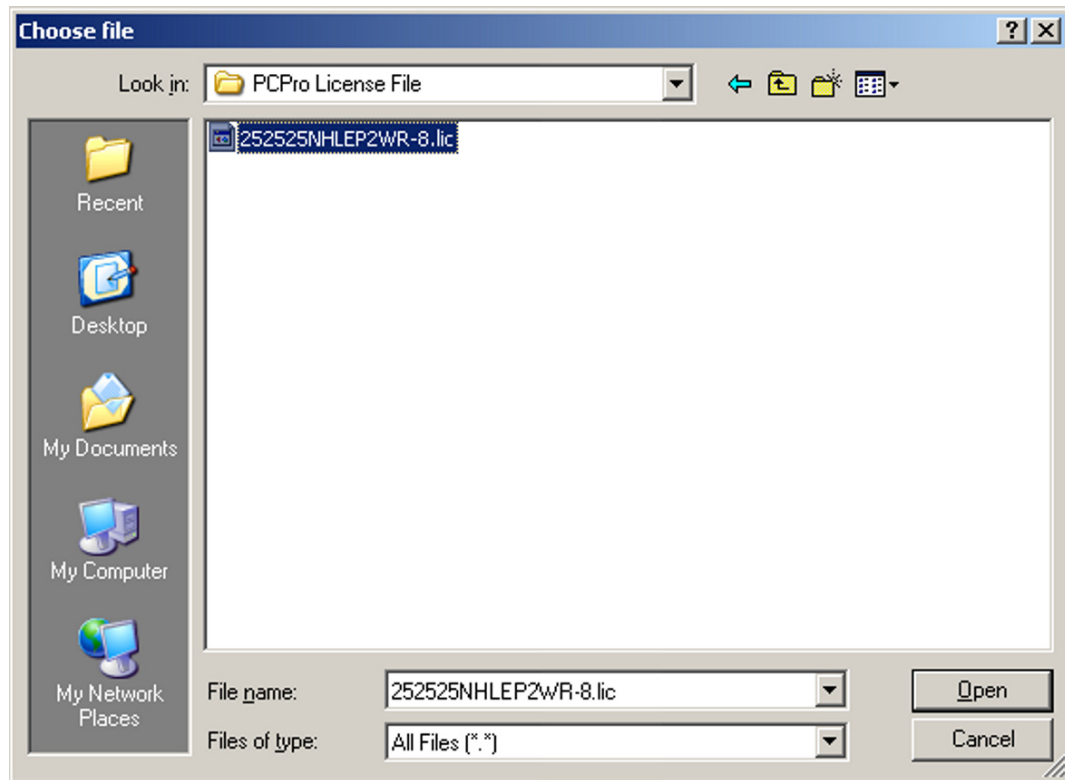 Choose file
Look in:
PCPro License File
252525NHLEP2WR-8.lic
Recent
Desktop
My Documents
My Computer
My Network
Places
File name:
252525NHLEP2WR-8.lic
Open
Files of type:
All Files (*.*)
Cancel